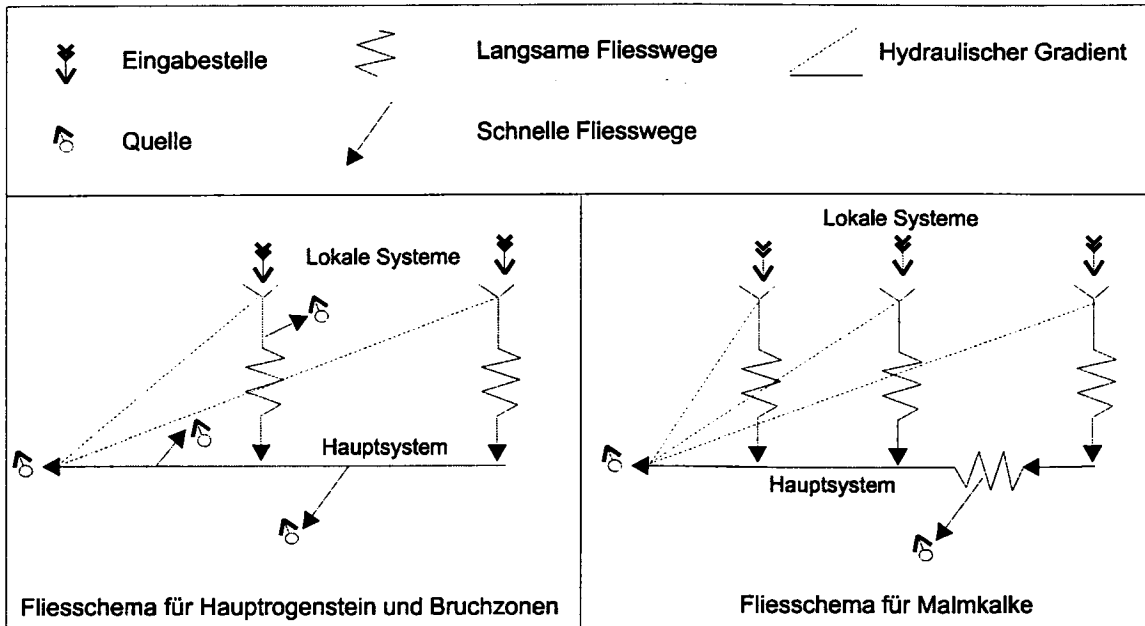 Eingabestelle
Langsame Fliesswege
Hydraulischer Gradient
Quelle
Schnelle Fliesswege
Lokale Systeme
Hauptsystem
Fliesschema für Hauptrogenstein und Bruchzonen
Lokale Systeme
Hauptsystem
Fliesschema für Malmkalke